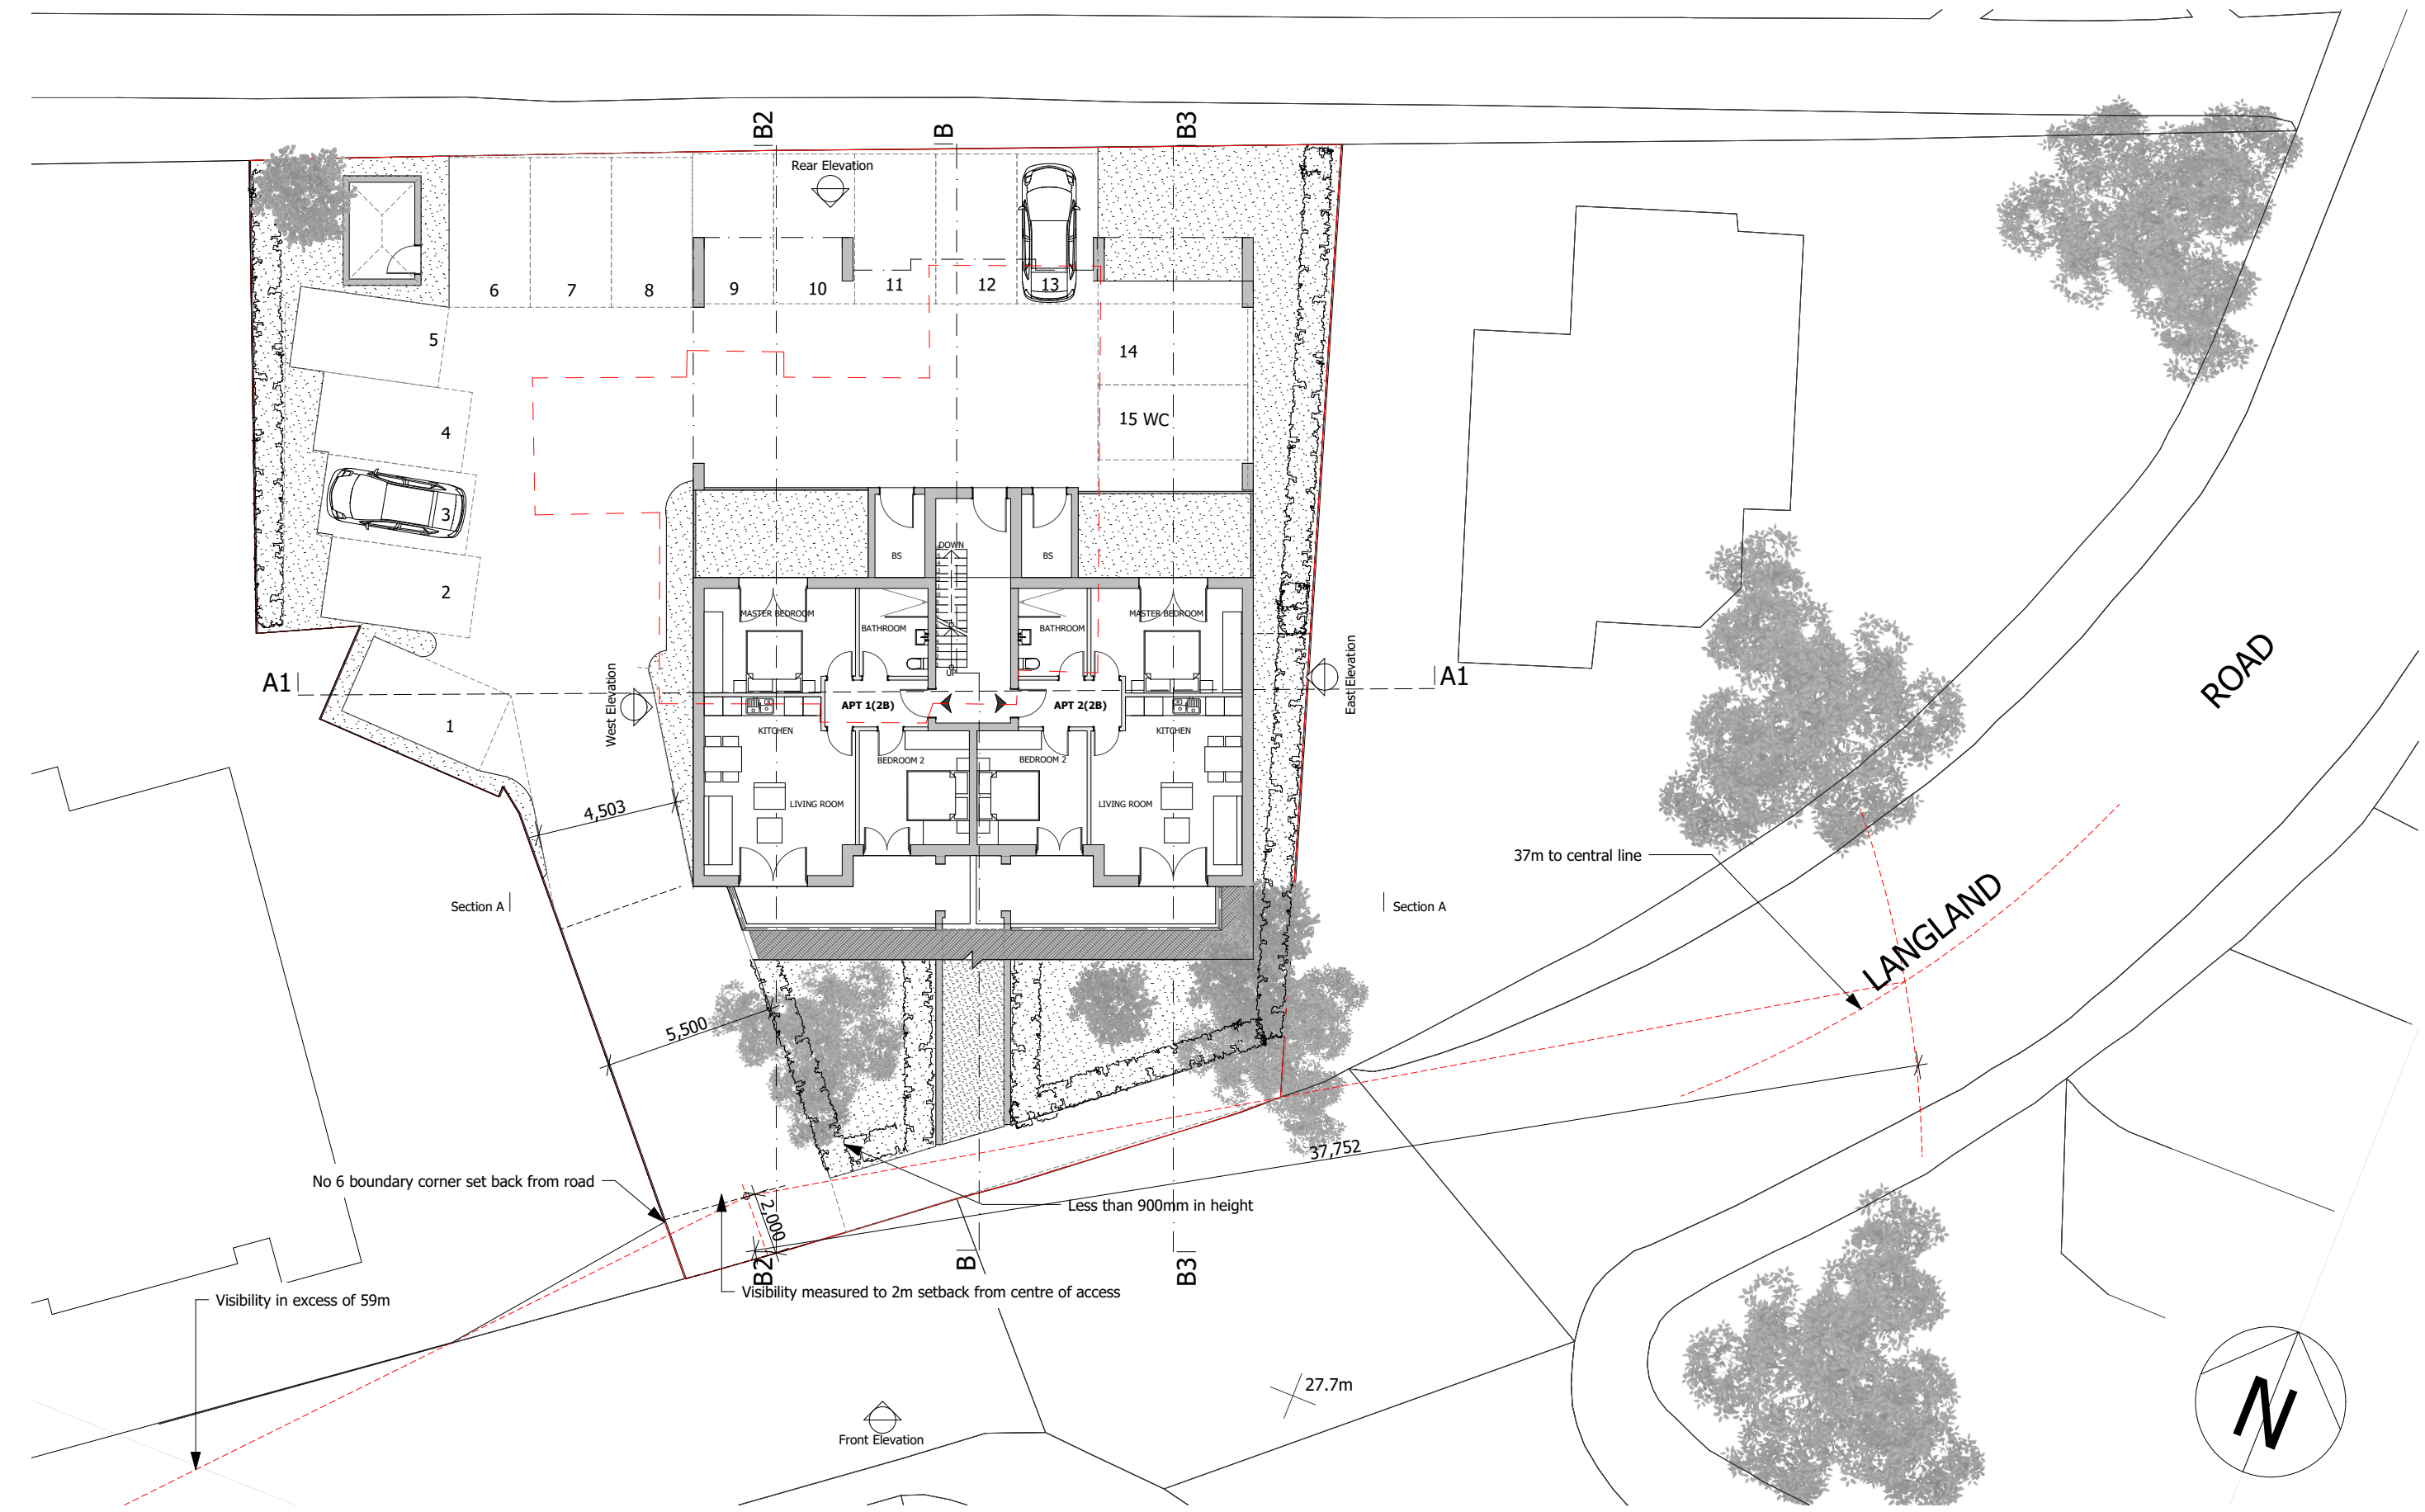 B2
B
B3
Rear Elevation
6
7
8
9
10
11
12
13
5
14
4
15 WC
3
2
BS
DOWN
BS
MASTER BEDROOM
BATHROOM
BATHROOM
MASTER BEDROOM
UP
A1
A1
West Elevation
East Elevation
ROAD
APT 1(2B)
APT 2(2B)
1
KITCHEN
KITCHEN
BEDROOM 2
BEDROOM 2
LIVING ROOM
LIVING ROOM
4,503
37m to central line
Section A
Section A
LANGLAND
5,500
37,752
No 6 boundary corner set back from road
Less than 900mm in height
2,000
B2
B
B3
Visibility in excess of 59m
Visibility measured to 2m setback from centre of access
27.7m
Front Elevation
N